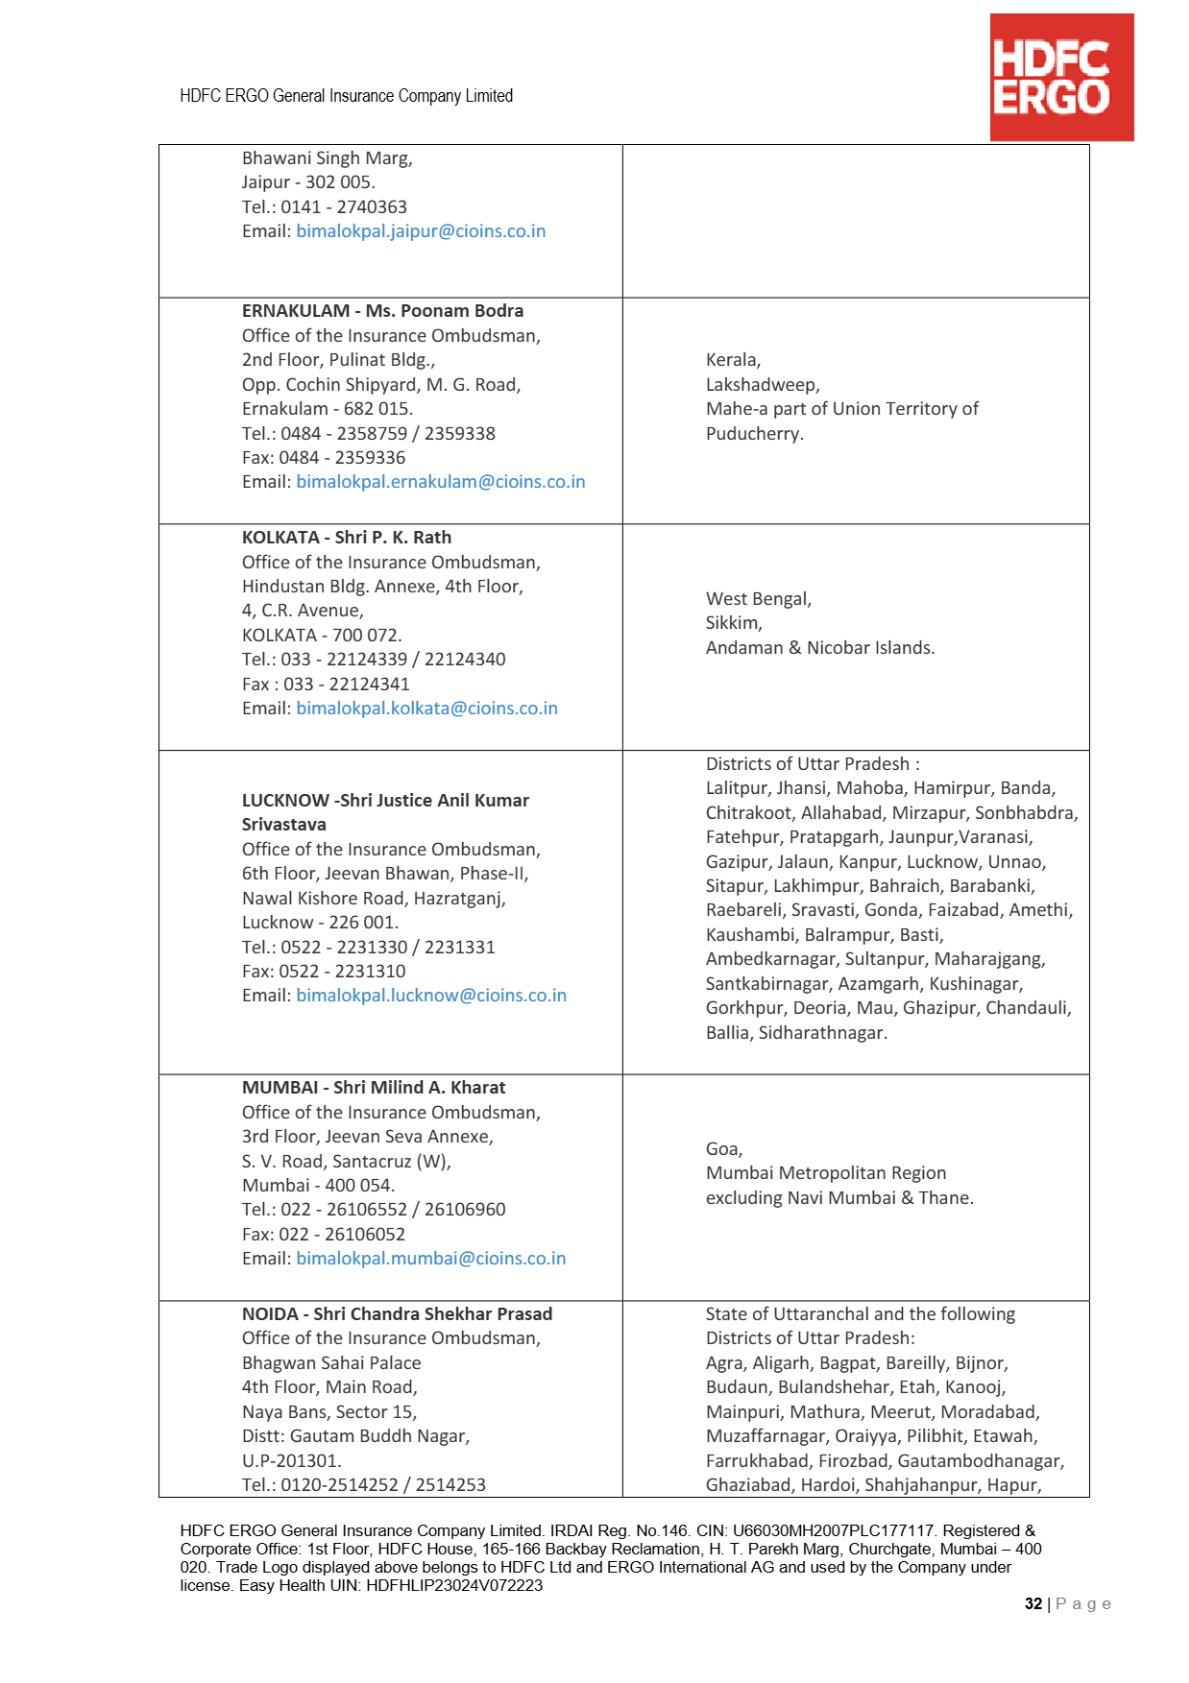 HDFC
ERGO
HDFC ERGO General Insurance Company Limited
Bhawani Singh Marg,
Jaipur - 302 005.
Tel.: 0141 - 2740363
Email: bimalokpal.jaipur@cioins.co.in
ERNAKULAM - Ms. Poonam Bodra
Office of the Insurance Ombudsman,
2nd Floor, Pulinat Bldg.,
Opp. Cochin Shipyard, M. G. Road,
Ernakulam - 682 015.
Tel.: 0484 - 2358759 / 2359338
Fax: 0484 - 2359336
Email: bimalokpal.ernakulam@cioins.co.in
Kerala,
Lakshadweep,
Mahe-a part of Union Territory of
Puducherry.
KOLKATA - Shri P. K. Rath
Office of the Insurance Ombudsman,
Hindustan Bldg. Annexe, 4th Floor,
4, C.R. Avenue,
KOLKATA - 700 072.
Tel.: 033 - 22124339 / 22124340
Fax : 033 - 22124341
Email: bimalokpal.kolkata@cioins.co.in
West Bengal,
Sikkim,
Andaman & Nicobar Islands.
LUCKNOW -Shri Justice Anil Kumar
Srivastava
Office of the Insurance Ombudsman,
6th Floor, Jeevan Bhawan, Phase-II,
Nawal Kishore Road, Hazratganj,
Lucknow - 226 001.
Tel.: 0522 - 2231330 / 2231331
Fax: 0522 - 2231310
Email: bimalokpal.lucknow@cioins.co.in
Districts of Uttar Pradesh :
Lalitpur, Jhansi, Mahoba, Hamirpur, Banda,
Chitrakoot, Allahabad, Mirzapur, Sonbhabdra,
Fatehpur, Pratapgarh, Jaunpur,Varanasi,
Gazipur, Jalaun, Kanpur, Lucknow, Unnao,
Sitapur, Lakhimpur, Bahraich, Barabanki,
Raebareli, Sravasti, Gonda, Faizabad, Amethi,
Kaushambi, Balrampur, Basti,
Ambedkarnagar, Sultanpur, Maharajgang,
Santkabirnagar, Azamgarh, Kushinagar,
Gorkhpur, Deoria, Mau, Ghazipur, Chandauli,
Ballia, Sidharathnagar.
MUMBAI - Shri Milind A. Kharat
Office of the Insurance Ombudsman,
3rd Floor, Jeevan Seva Annexe,
S. V. Road, Santacruz (W),
Mumbai - 400 054.
Tel.: 022 - 26106552 / 26106960
Fax: 022 - 26106052
Email: bimalokpal.mumbai@cioins.co.in
Goa,
Mumbai Metropolitan Region
excluding Navi Mumbai & Thane.
NOIDA - Shri Chandra Shekhar Prasad
Office of the Insurance Ombudsman,
Bhagwan Sahai Palace
4th Floor, Main Road,
Naya Bans, Sector 15,
Distt: Gautam Buddh Nagar,
U.P-201301.
Tel.: 0120-2514252 / 2514253
State of Uttaranchal and the following
Districts of Uttar Pradesh:
Agra, Aligarh, Bagpat, Bareilly, Bijnor,
Budaun, Bulandshehar, Etah, Kanooj,
Mainpuri, Mathura, Meerut, Moradabad,
Muzaffarnagar, Oraiyya, Pilibhit, Etawah,
Farrukhabad, Firozbad, Gautambodhanagar,
Ghaziabad, Hardoi, Shahjahanpur, Hapur,
HDFC ERGO General Insurance Company Limited. IRDAI Reg. No.146. CIN: U66030MH2007PLC177117. Registered &
Corporate Office: 1st Floor, HDFC House, 165-166 Backbay Reclamation, H. T. Parekh Marg, Churchgate, Mumbai – 400
020. Trade Logo displayed above belongs to HDFC Ltd and ERGO International AG and used by the Company under
license. Easy Health UIN: HDFHLIP23024V072223
32 | Page